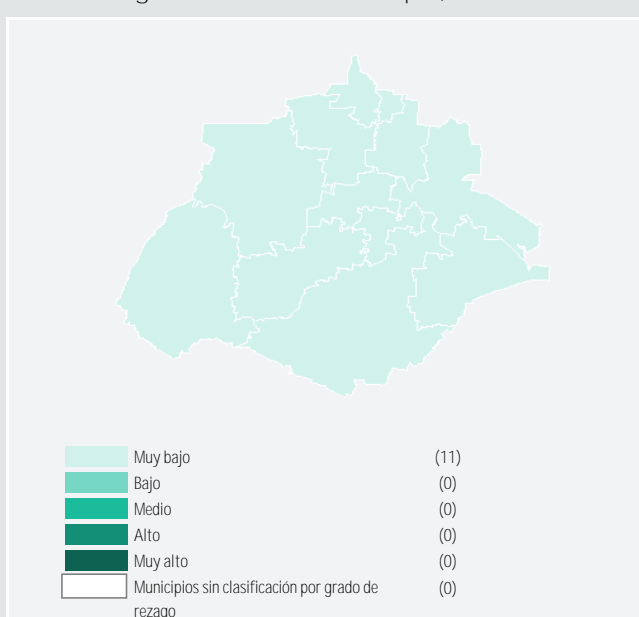 Muy bajo (11)
Bajo (0)
Medio (0)
Alto (0)
Muy alto (0)
Municipios sin clasificación por grado de (0)
rezago